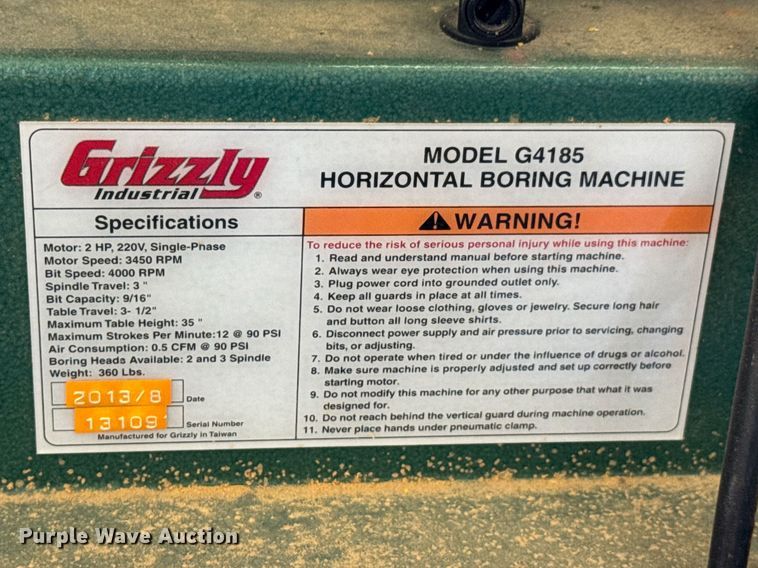 Grizzly
Industrial ®
MODEL G4185
HORIZONTAL BORING MACHINE
Specifications
Motor: 2 HP, 220V, Single-Phase
Motor Speed: 3450 RPM
Bit Speed: 4000 RPM
Spindle Travel: 3 "
Bit Capacity: 9/16"
Table Travel: 3- 1/2"
Maximum Table Height: 35 "
Maximum Strokes Per Minute:12 @ 90 PSI
Air Consumption: 0.5 CFM @ 90 PSI
Boring Heads Available: 2 and 3 Spindle
Weight: 360 Lbs.
2013/8 Date
13109 Serial Number
Manufactured for Grizzly in Taiwan
WARNING!
To reduce the risk of serious personal injury while using this machine:
1. Read and understand manual before starting machine.
2. Always wear eye protection when using this machine.
3. Plug power cord into grounded outlet only.
4. Keep all guards in place at all times.
5. Do not wear loose clothing, gloves or jewelry. Secure long hair
and button all long sleeve shirts.
6. Disconnect power supply and air pressure prior to servicing, changing
bits, or adjusting.
7. Do not operate when tired or under the influence of drugs or alcohol.
8. Make sure machine is properly adjusted and set up correctly before
starting motor.
9. Do not modify this machine for any other purpose that what it was
designed for.
10. Do not reach behind the vertical guard during machine operation.
11. Never place hands under pneumatic clamp.
Purple Wave Auction